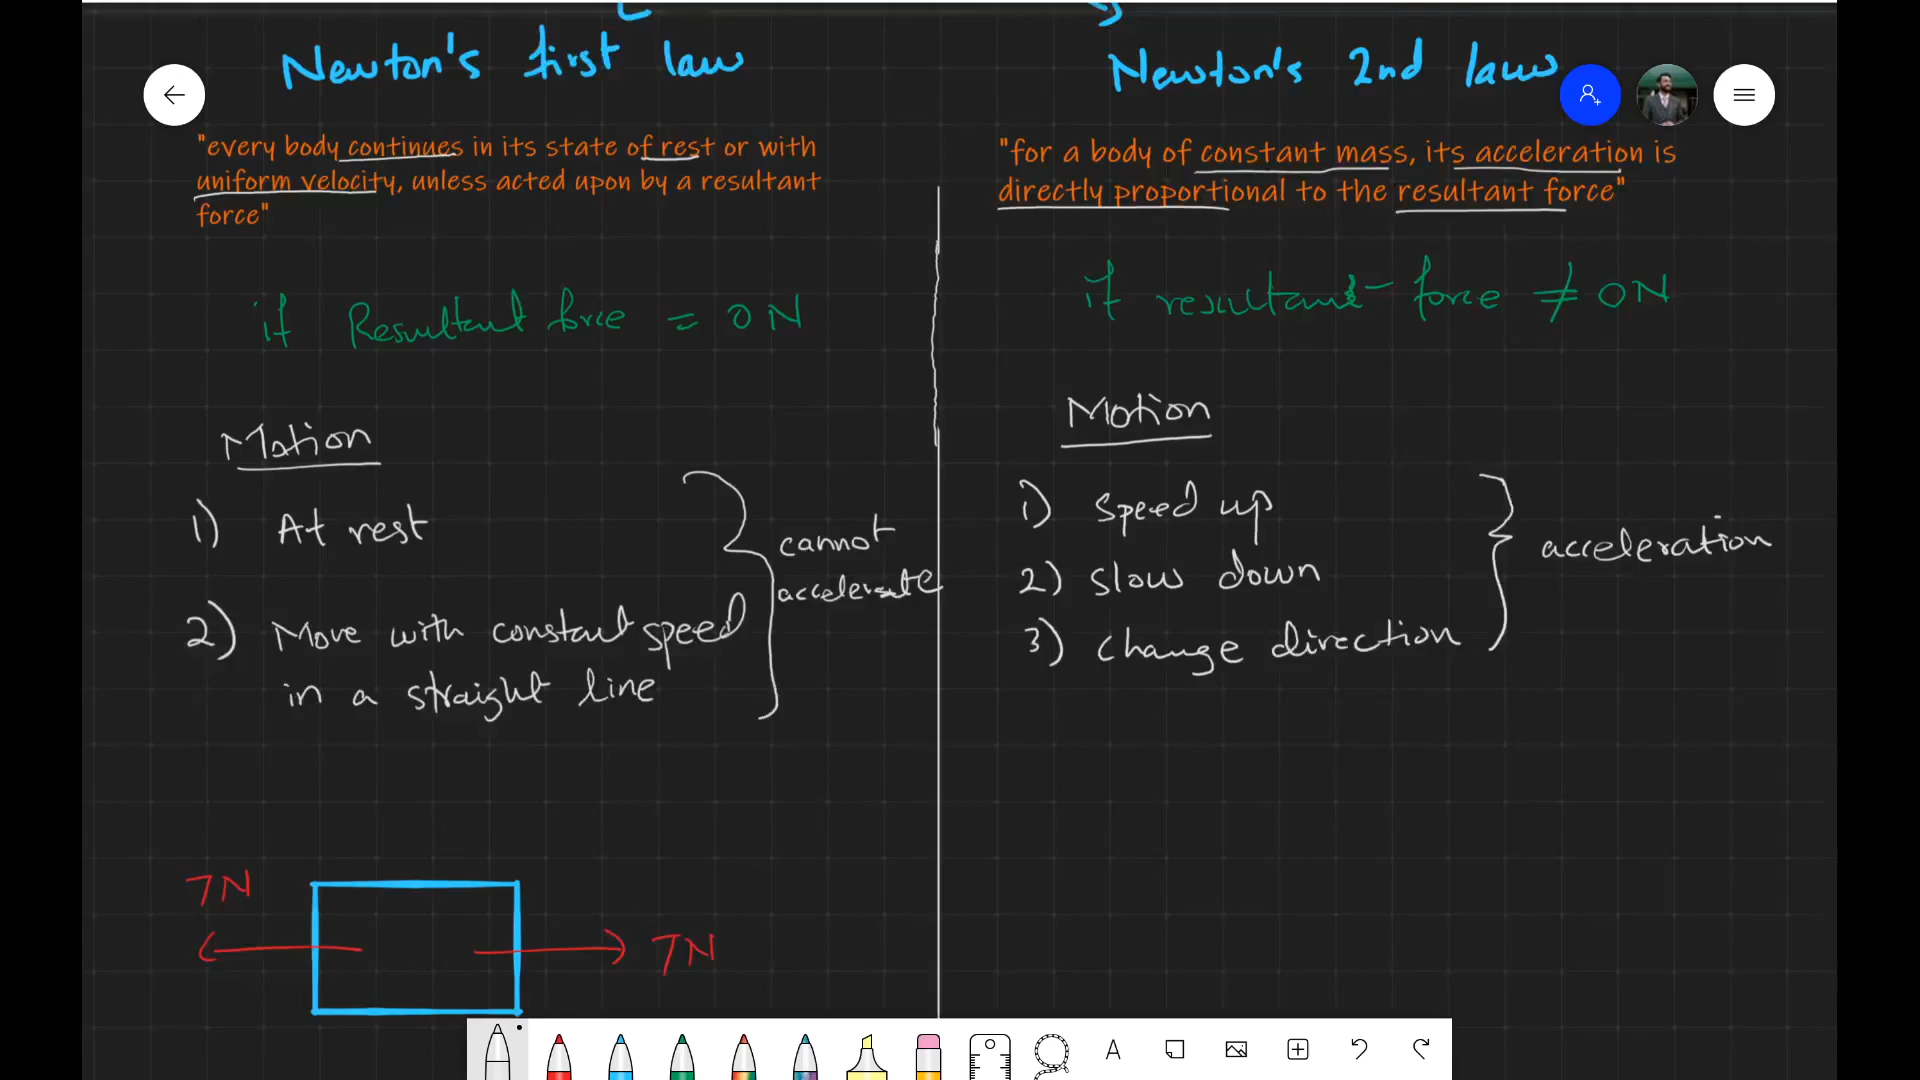 Newton's first law
"every body continues in its state of rest or with
uniform velocity, unless acted upon by a resultant
force"
if Resultant force = 0 N
Motion
1) At rest
2) Move with constant speed
in a straight line
cannot
accelerate
7N
7N
Newton's 2nd law
"for a body of constant mass, its acceleration is
directly proportional to the resultant force"
if resultant force ≠ 0N
Motion
1) Speed up
2) slow down
3) change direction
acceleration
A